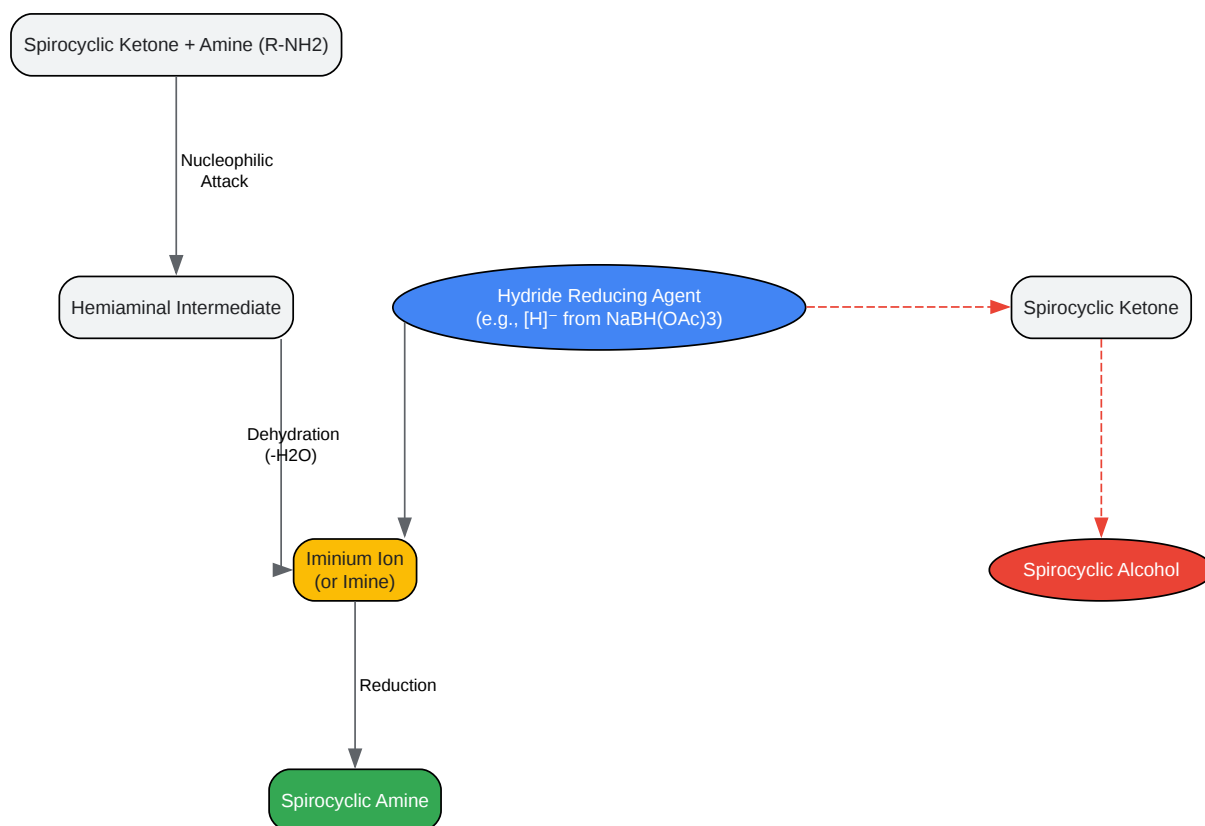 Spirocyclic Ketone + Amine (R-NH2)
Nucleophilic
Attack
Hemiaminal Intermediate
Hydride Reducing Agent
(e.g., [H]⁻ from NaBH(OAc)3)
Spirocyclic Ketone
Dehydration
(-H2O)
Iminium Ion
(or Imine)
Spirocyclic Alcohol
Reduction
Spirocyclic Amine